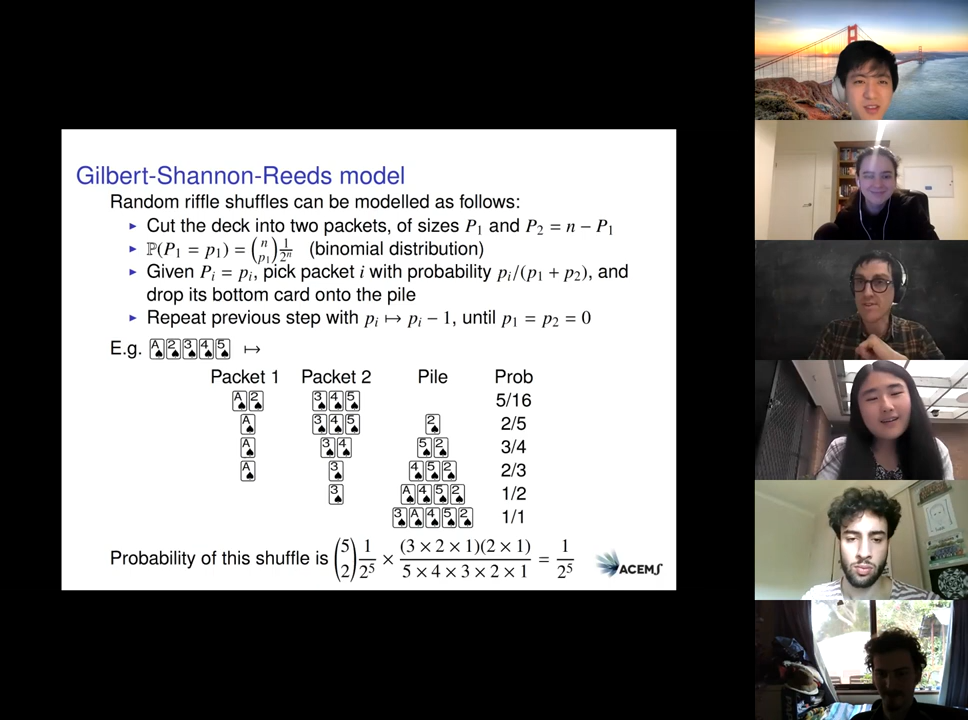 Gilbert-Shannon-Reeds model
Random riffle shuffles can be modelled as follows:
▸ Cut the deck into two packets, of sizes P₁ and P₂ = n − P₁
▸ ℙ(P₁ = p₁) = (n p₁) 1/2ⁿ (binomial distribution)
▸ Given Pᵢ = pᵢ, pick packet i with probability pᵢ/(p₁ + p₂), and
drop its bottom card onto the pile
▸ Repeat previous step with pᵢ ↦ pᵢ − 1, until p₁ = p₂ = 0
E.g. A♠ 2♠ 3♠ 4♠ 5♠ ↦
Packet 1 Packet 2 Pile Prob
A♠ 2♠ 3♠ 4♠ 5♠ 5/16
A♠ 3♠ 4♠ 5♠ 2♠ 2/5
A♠ 3♠ 4♠ 5♠ 2♠ 3/4
A♠ 3♠ 4♠ 5♠ 2♠ 2/3
3♠ A♠ 4♠ 5♠ 2♠ 1/2
3♠ A♠ 4♠ 5♠ 2♠ 1/1
Probability of this shuffle is (5 2) 1/2⁵ × (3 × 2 × 1)(2 × 1)/5 × 4 × 3 × 2 × 1 = 1/2⁵
ACEMS